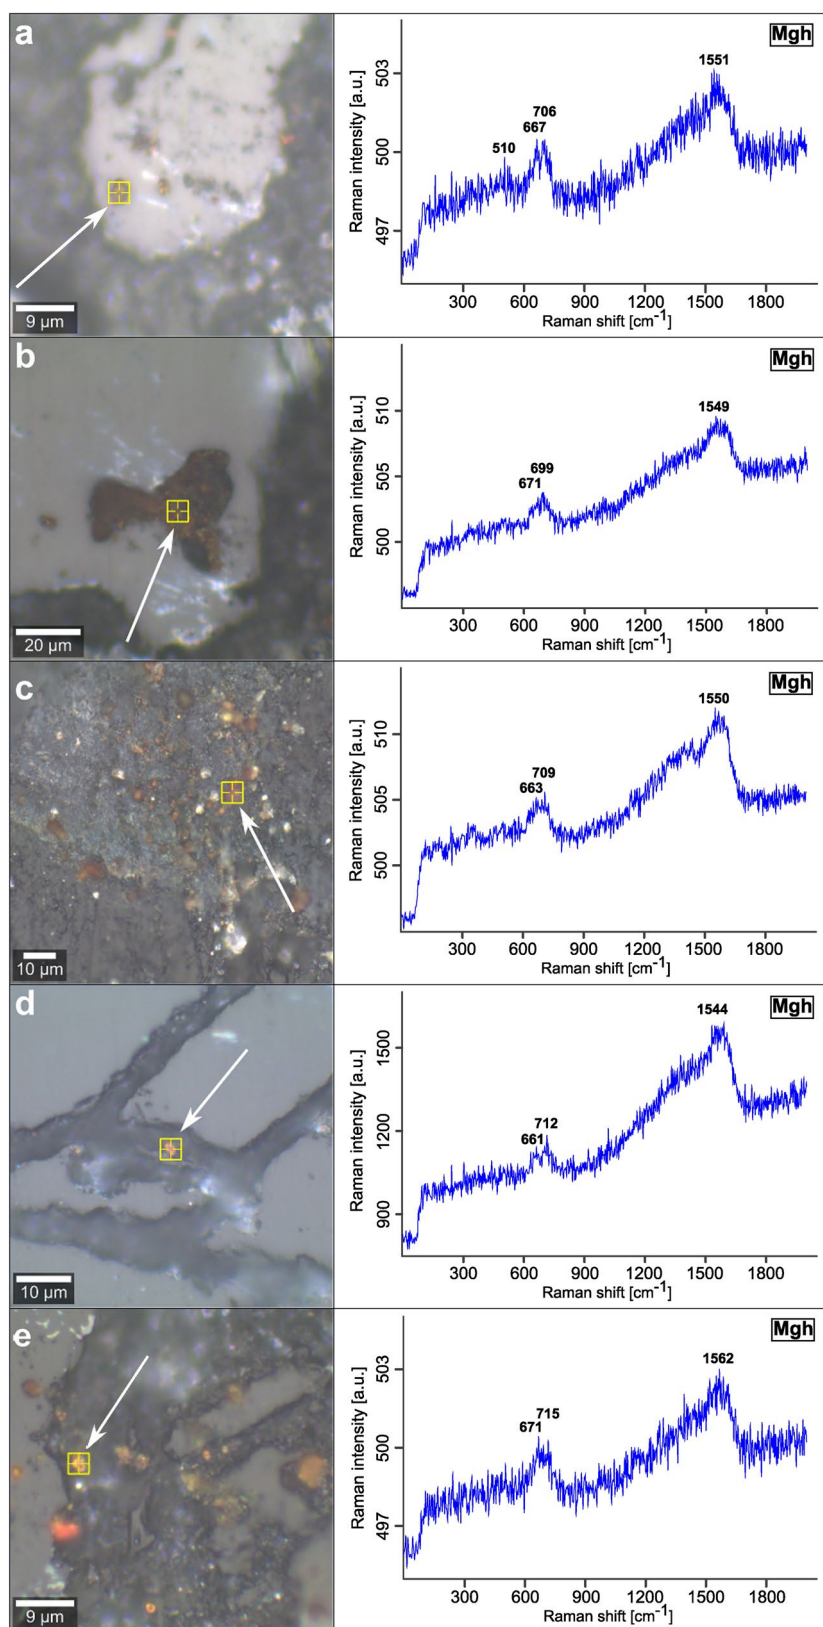 a
9 µm
Mgh
Raman intensity [a.u.]
503
500
497
510
667
706
1551
300 600 900 1200 1500 1800
Raman shift [cm⁻¹]
b
20 µm
Mgh
Raman intensity [a.u.]
510
505
500
671
699
1549
300 600 900 1200 1500 1800
Raman shift [cm⁻¹]
c
10 µm
Mgh
Raman intensity [a.u.]
510
505
500
663
709
1550
300 600 900 1200 1500 1800
Raman shift [cm⁻¹]
d
10 µm
Mgh
Raman intensity [a.u.]
1500
1200
900
661
712
1544
300 600 900 1200 1500 1800
Raman shift [cm⁻¹]
e
9 µm
Mgh
Raman intensity [a.u.]
503
500
497
671
715
1562
300 600 900 1200 1500 1800
Raman shift [cm⁻¹]